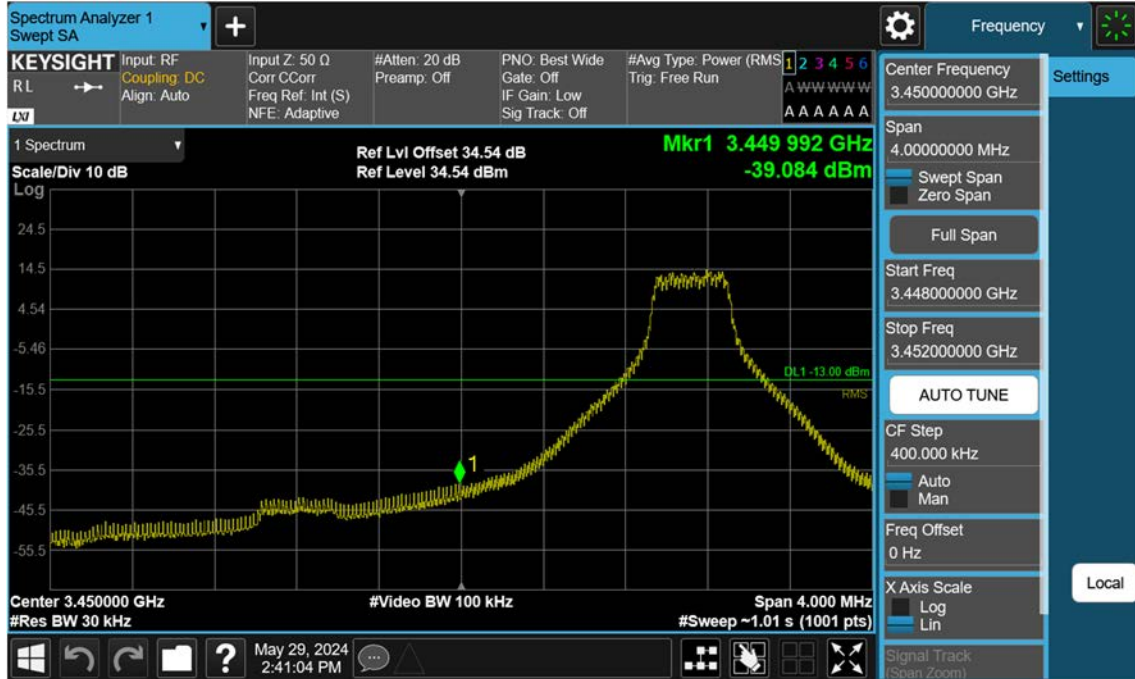 Spectrum Analyzer 1
Swept SA
Frequency
KEYSIGHT
R L
LXI
Input: RF
Coupling: DC
Align: Auto
Input Z: 50 Ω
Corr CCorr
Freq Ref: Int (S)
NFE: Adaptive
#Atten: 20 dB
Preamp: Off
PNO: Best Wide
Gate: Off
IF Gain: Low
Sig Track: Off
#Avg Type: Power (RMS
Trig: Free Run
1 2 3 4 5 6
A W W W W W
A A A A A A
1 Spectrum
Scale/Div 10 dB
Ref Lvl Offset 34.54 dB
Ref Level 34.54 dBm
Mkr1 3.449 992 GHz
-39.084 dBm
Log
24.5
14.5
4.54
-5.46
-15.5
-25.5
-35.5
-45.5
-55.5
DL1 -13.00 dBm
RMS
1
Center 3.450000 GHz
#Res BW 30 kHz
#Video BW 100 kHz
Span 4.000 MHz
#Sweep ~1.01 s (1001 pts)
May 29, 2024
2:41:04 PM
Center Frequency
3.450000000 GHz
Span
4.00000000 MHz
Swept Span
Zero Span
Full Span
Start Freq
3.448000000 GHz
Stop Freq
3.452000000 GHz
AUTO TUNE
CF Step
400.000 kHz
Auto
Man
Freq Offset
0 Hz
X Axis Scale
Log
Lin
Signal Track
(Span Zoom)
Settings
Local